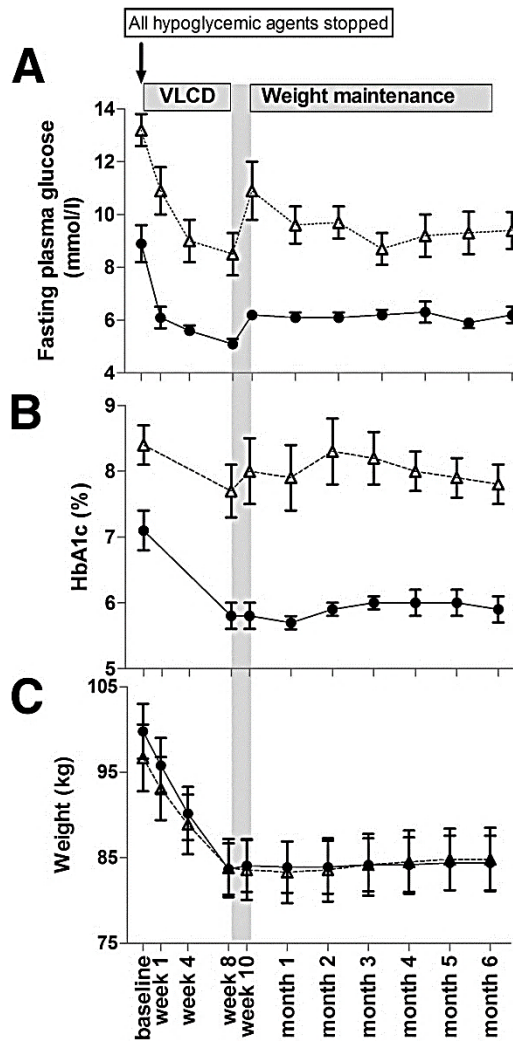 All hypoglycemic agents stopped
A
VLCD
Weight maintenance
Fasting plasma glucose
(mmol/l)
14
12
10
8
6
4
B
HbA1c (%)
9
8
7
6
5
C
Weight (kg)
105
95
85
75
baseline
week 1
week 4
week 8
week 10
month 1
month 2
month 3
month 4
month 5
month 6